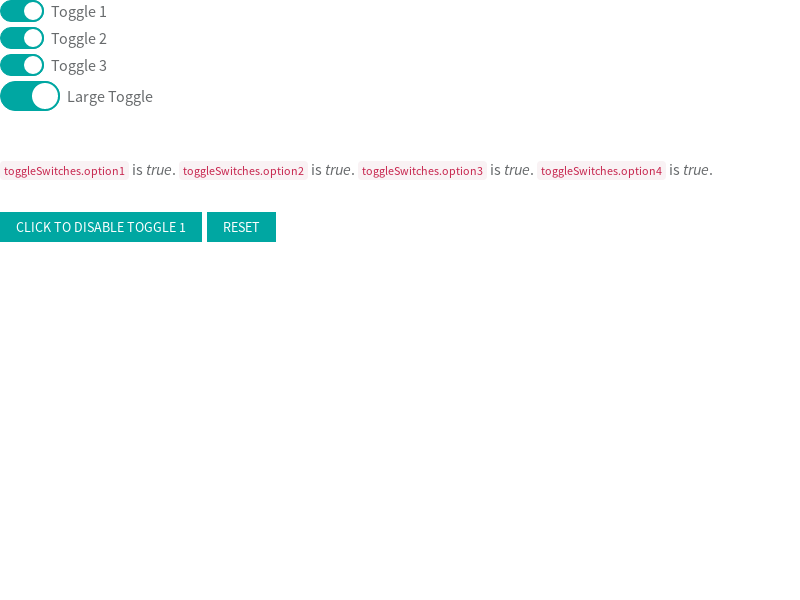 Toggle 1
Toggle 2
Toggle 3
Large Toggle
toggleSwitches.option1 is true. toggleSwitches.option2 is true. toggleSwitches.option3 is true. toggleSwitches.option4 is true.
CLICK TO DISABLE TOGGLE 1 RESET